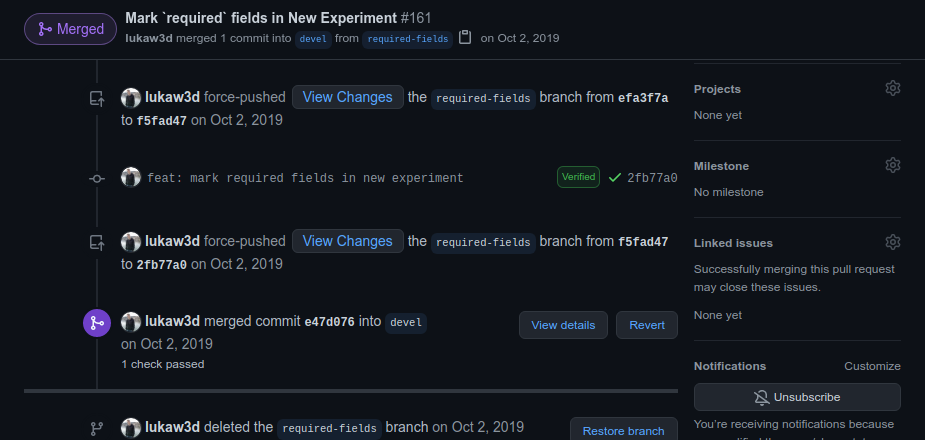 Merged
Mark `required` fields in New Experiment #161
lukaw3d merged 1 commit into devel from required-fields on Oct 2, 2019
lukaw3d force-pushed View Changes the required-fields branch from efa3f7a
to f5fad47 on Oct 2, 2019
feat: mark required fields in new experiment Verified 2fb77a0
lukaw3d force-pushed View Changes the required-fields branch from f5fad47
to 2fb77a0 on Oct 2, 2019
lukaw3d merged commit e47d076 into devel
on Oct 2, 2019
View details Revert
1 check passed
lukaw3d deleted the required-fields branch on Oct 2, 2019 Restore branch
Projects
None yet
Milestone
No milestone
Linked issues
Successfully merging this pull request
may close these issues.
None yet
Notifications Customize
Unsubscribe
You're receiving notifications because